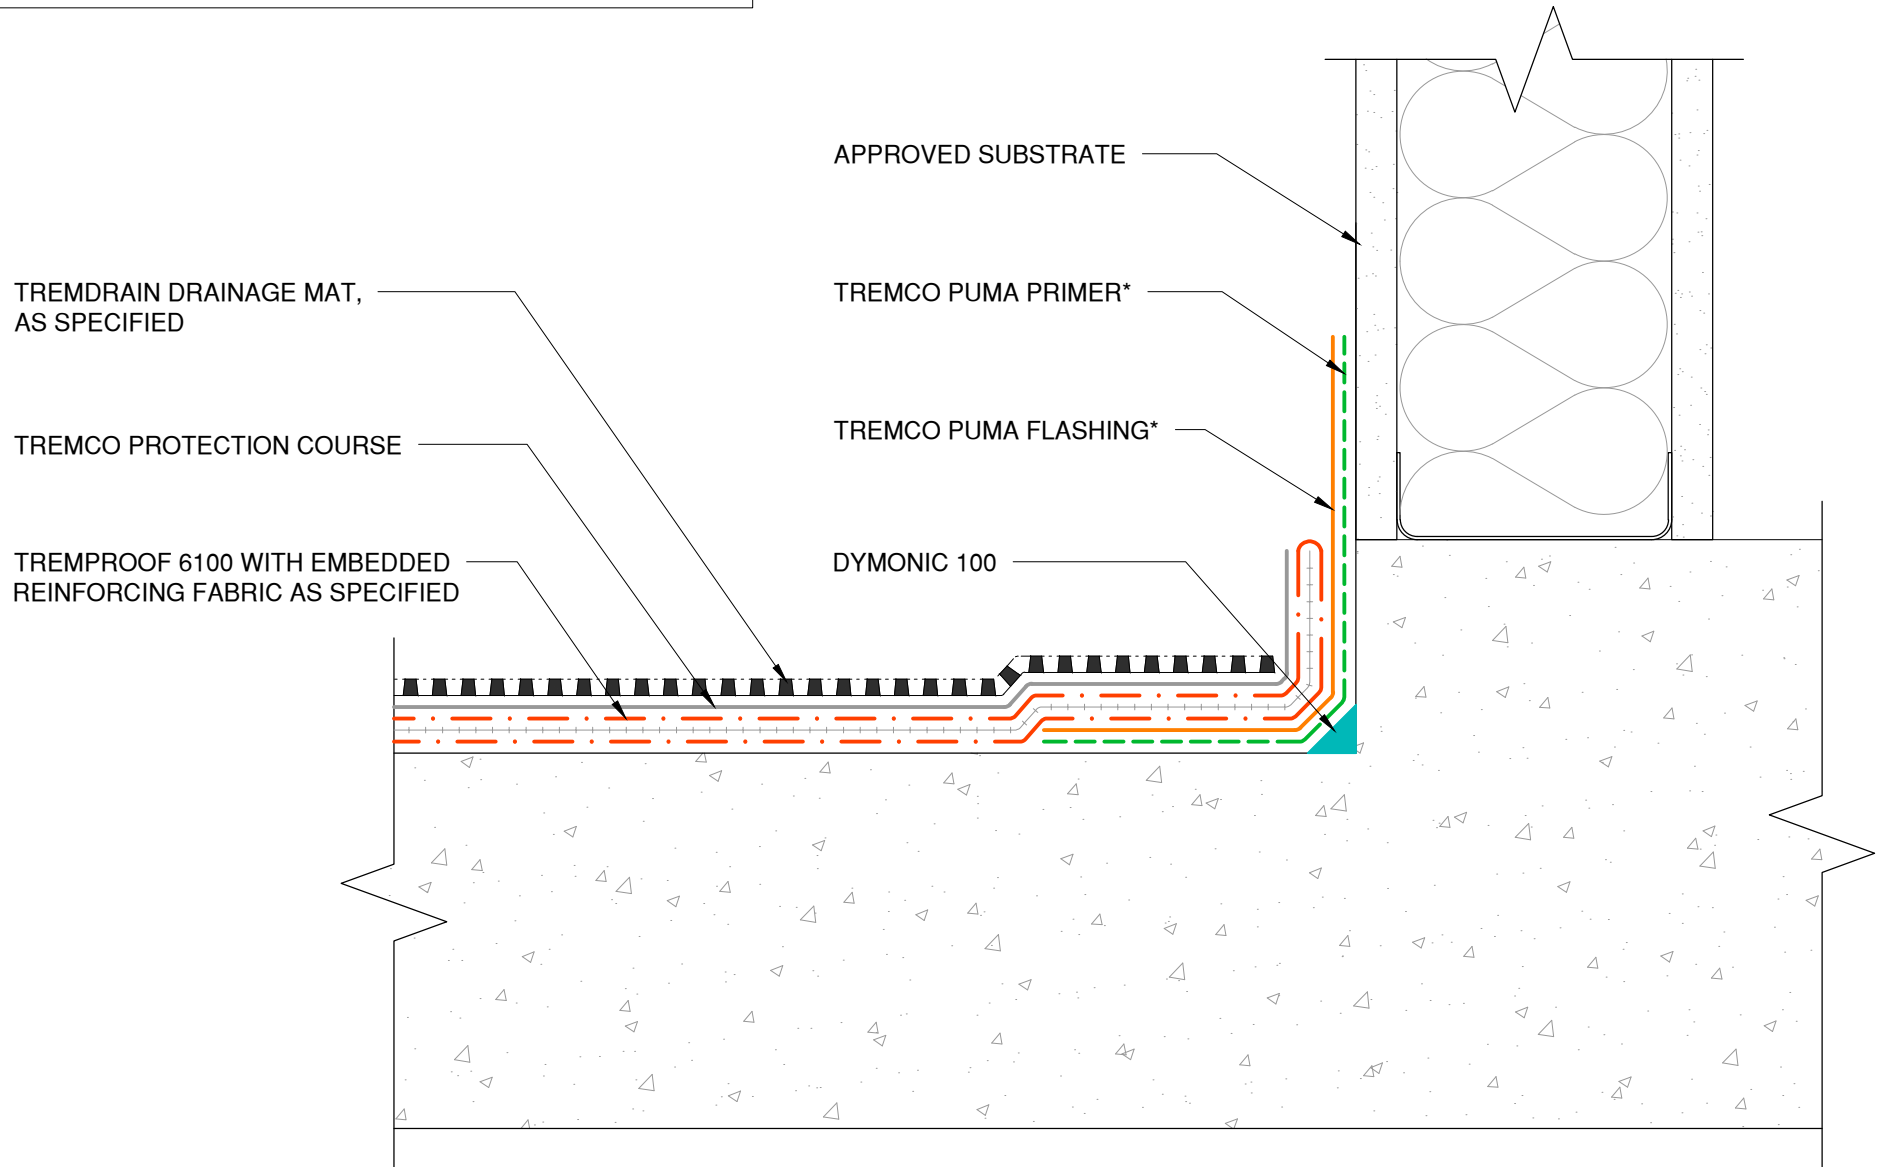 APPROVED SUBSTRATE
TREMDRAIN DRAINAGE MAT,
AS SPECIFIED
TREMCO PUMA PRIMER*
TREMCO PROTECTION COURSE
TREMCO PUMA FLASHING*
TREMPROOF 6100 WITH EMBEDDED
REINFORCING FABRIC AS SPECIFIED
DYMONIC 100